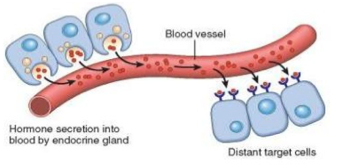 Blood vessel
Hormone secretion into
blood by endocrine gland
Distant target cells